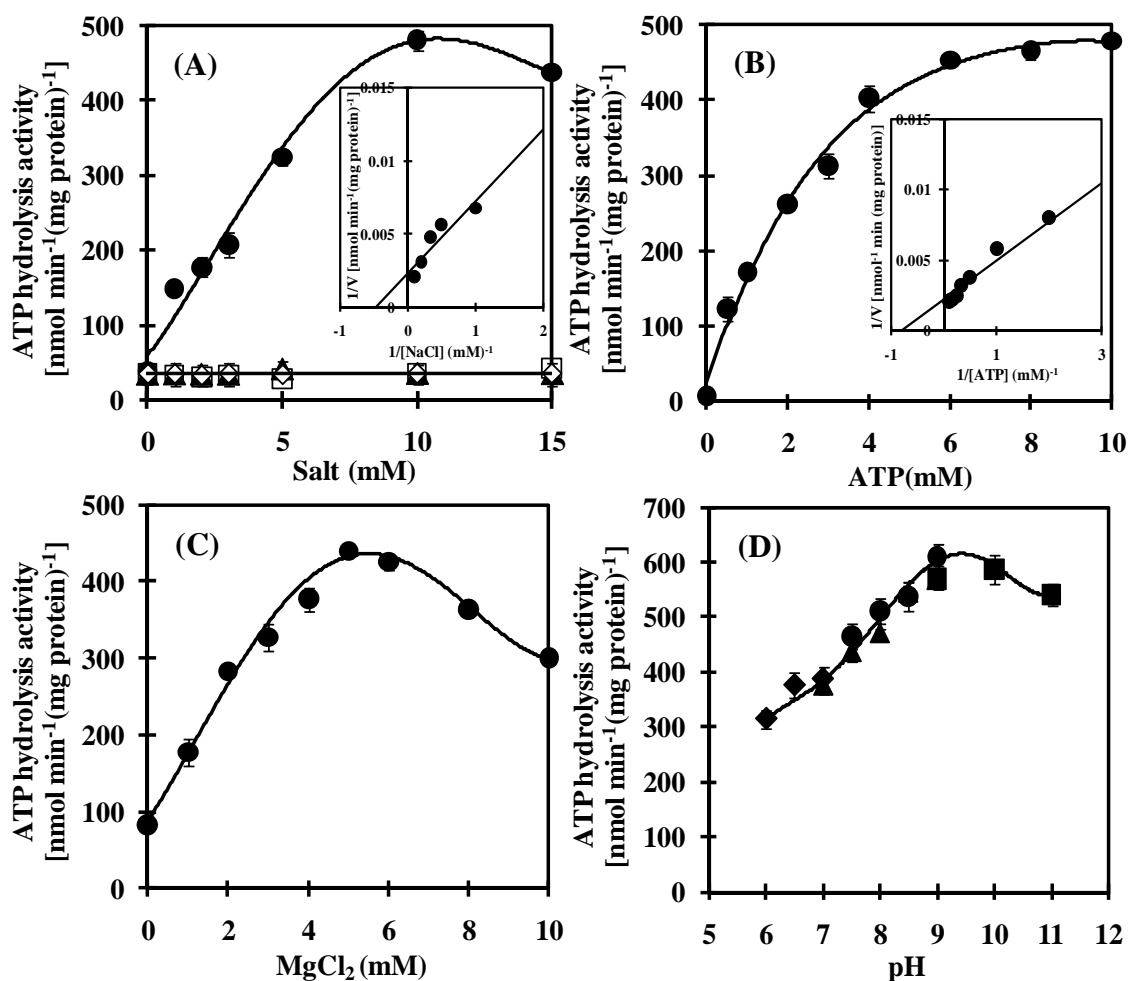 (A)
ATP hydrolysis activity
[nmol min⁻¹(mg protein)⁻¹]
500
400
300
200
100
0
0 5 10 15
Salt (mM)
1/V [nmol min⁻¹(mg protein)⁻¹]
0.015
0.01
0.005
0
-1 0 1 2
1/[NaCl] (mM)⁻¹
(B)
ATP hydrolysis activity
[nmol min⁻¹(mg protein)⁻¹]
500
400
300
200
100
0
0 2 4 6 8 10
ATP(mM)
1/V [nmol⁻¹ min (mg protein)]
0.015
0.01
0.005
0
-1 1 3
1/[ATP] (mM)⁻¹
(C)
ATP hydrolysis activity
[nmol min⁻¹(mg protein)⁻¹]
500
400
300
200
100
0
0 2 4 6 8 10
MgCl₂ (mM)
(D)
ATP hydrolysis activity
[nmol min⁻¹(mg protein)⁻¹]
700
600
500
400
300
200
100
0
5 6 7 8 9 10 11 12
pH